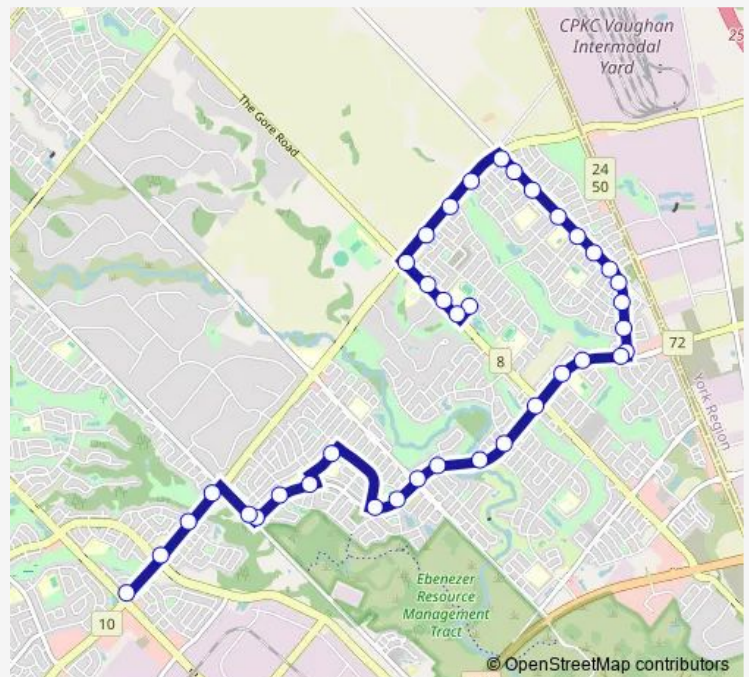 CPKC Vaughan
Intermodal
Yard
25
The Gore Road
24
50
72
8
York Region
Ebenezer
Resource
Management
Tract
10
© OpenStreetMap contributors